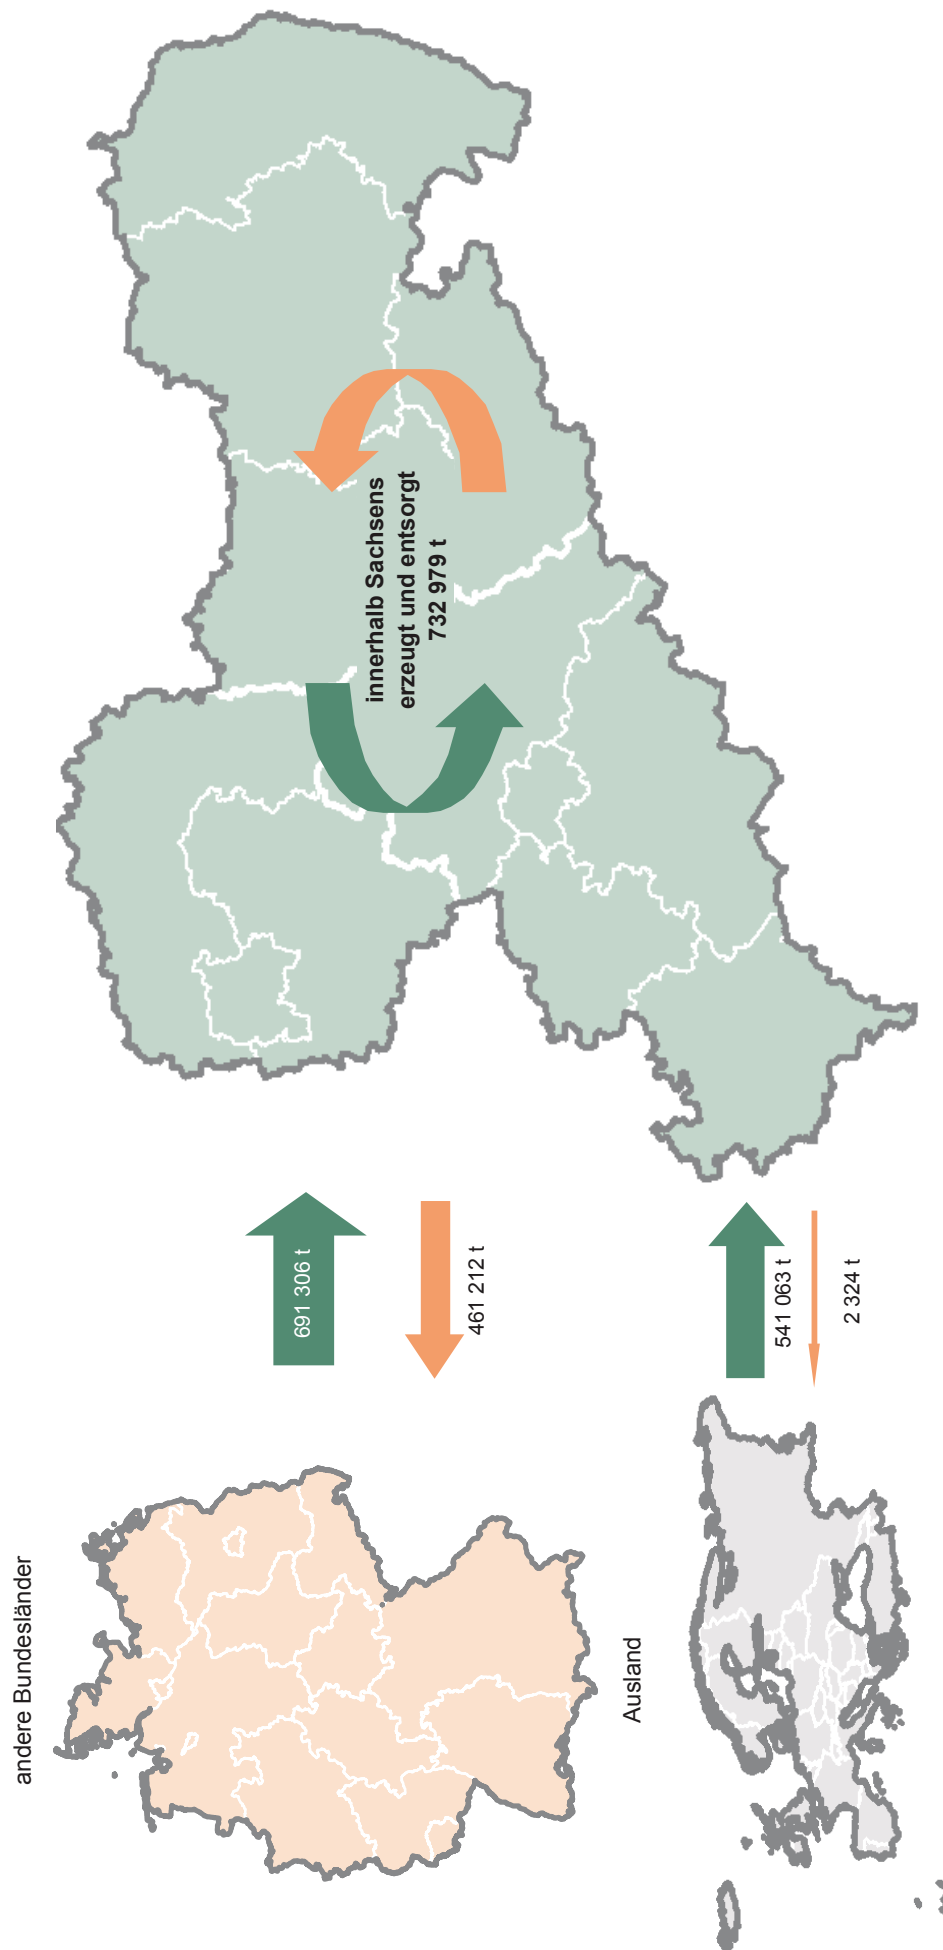 andere Bundesländer
691 306 t
461 212 t
innerhalb Sachsens
erzeugt und entsorgt
732 979 t
Ausland
541 063 t
2 324 t